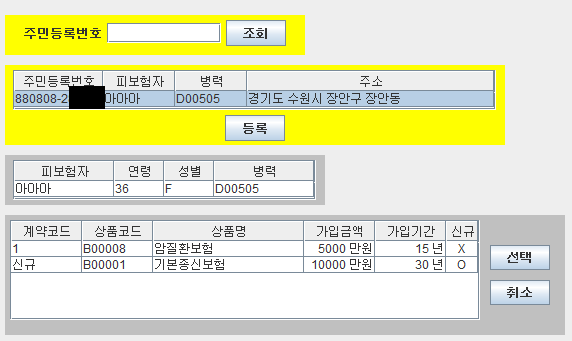 주민등록번호 조회
주민등록번호 피보험자 병력 주소
880808-2 아아아 D00505 경기도 수원시 장안구 장안동
등록
피보험자 연령 성별 병력
아아아 36 F D00505
계약코드 상품코드 상품명 가입금액 가입기간 신규
1 B00008 암질환보험 5000 만원 15 년 X
신규 B00001 기본종신보험 10000 만원 30 년 O
선택
취소